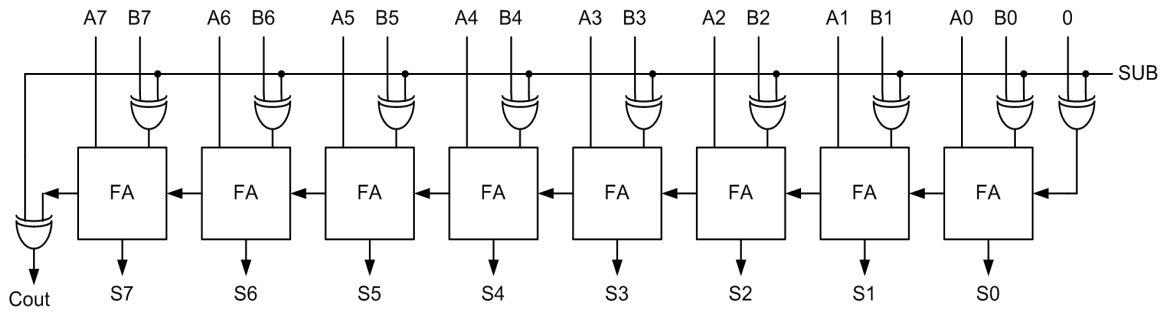 A7 B7 A6 B6 A5 B5 A4 B4 A3 B3 A2 B2 A1 B1 A0 B0 0
SUB
FA FA FA FA FA FA FA FA
Cout S7 S6 S5 S4 S3 S2 S1 S0